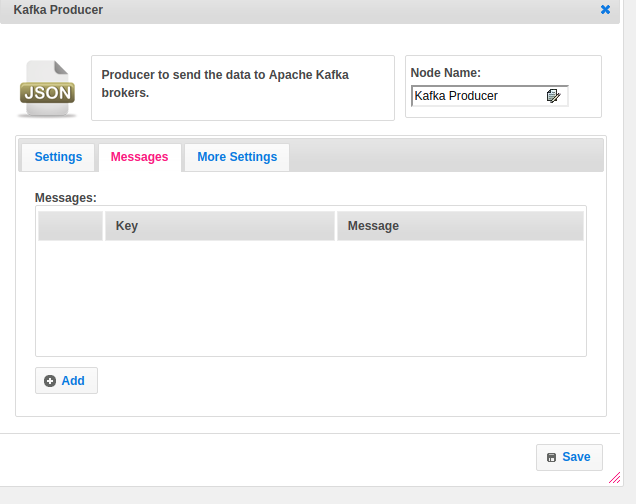 Kafka Producer
JSON
Producer to send the data to Apache Kafka
brokers.
Node Name:
Kafka Producer
Settings
Messages
More Settings
Messages:
Key
Message
Add
Save